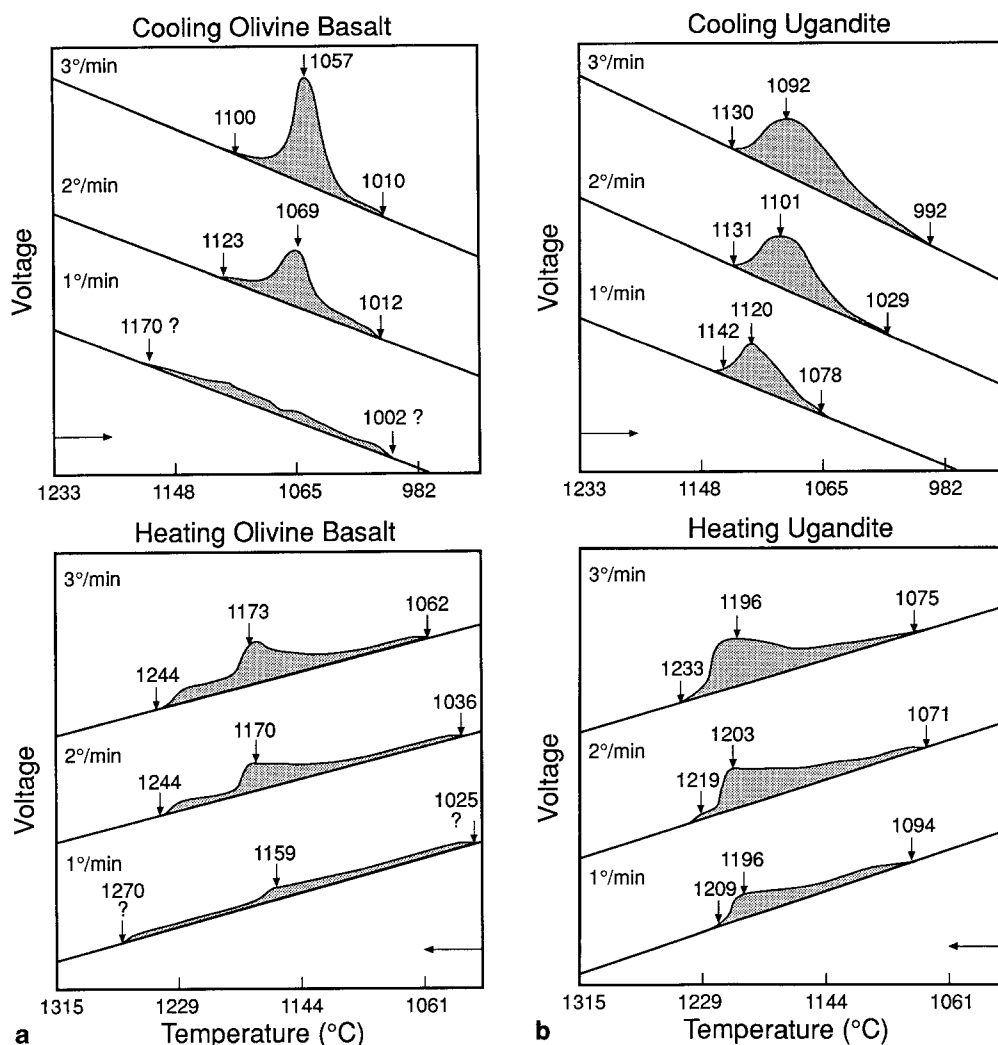 Cooling Olivine Basalt
3°/min
1057
1100
2°/min
1010
1069
1123
1°/min
1012
1170 ?
1002 ?
Voltage
1233 1148 1065 982
Cooling Ugandite
3°/min
1092
1130
2°/min
992
1101
1131
1°/min
1029
1120
1142
1078
Voltage
1233 1148 1065 982
Heating Olivine Basalt
3°/min
1173
1062
1244
1036
2°/min
1170
1244
1025
?
1°/min
1159
1270
?
Voltage
1315 1229 1144 1061
a Temperature (°C)
Heating Ugandite
3°/min
1196
1075
1233
2°/min
1203
1071
1219
1094
1°/min
1196
1209
Voltage
1315 1229 1144 1061
b Temperature (°C)